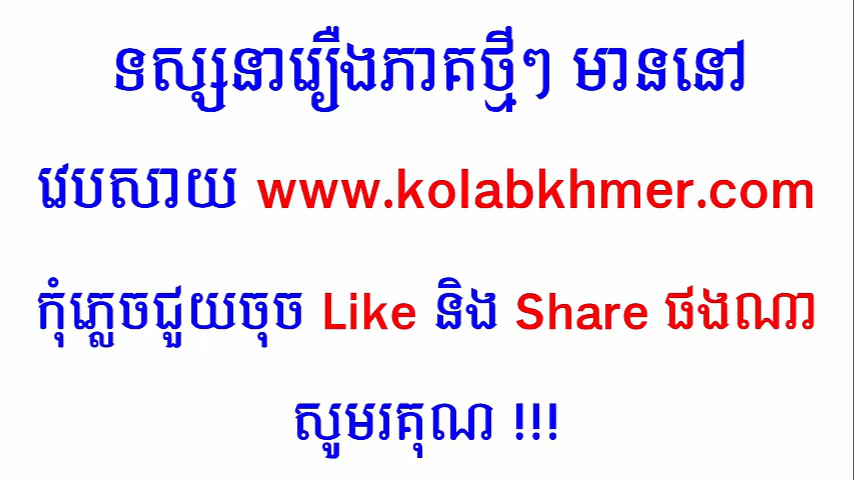 ទស្សនារឿងភាគថ្មីៗ មាននៅ
វេបសាយ www.kolabkhmer.com
កុំភ្លេចជួយចុច Like និង Share ផងណា
សូមរគុណ !!!